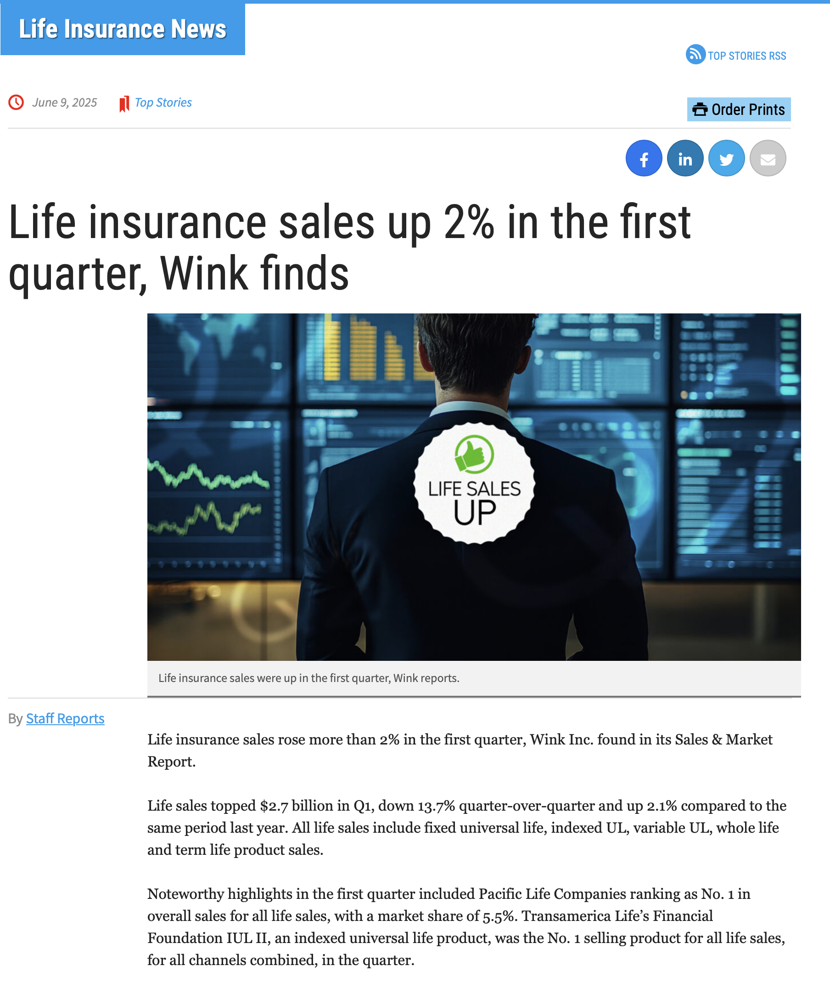 Life Insurance News
TOP STORIES RSS
June 9, 2025 Top Stories
Order Prints
f in
Life insurance sales up 2% in the first
quarter, Wink finds
LIFE SALES
UP
Life insurance sales were up in the first quarter, Wink reports.
By Staff Reports
Life insurance sales rose more than 2% in the first quarter, Wink Inc. found in its Sales & Market
Report.
Life sales topped $2.7 billion in Q1, down 13.7% quarter-over-quarter and up 2.1% compared to the
same period last year. All life sales include fixed universal life, indexed UL, variable UL, whole life
and term life product sales.
Noteworthy highlights in the first quarter included Pacific Life Companies ranking as No. 1 in
overall sales for all life sales, with a market share of 5.5%. Transamerica Life’s Financial
Foundation IUL II, an indexed universal life product, was the No. 1 selling product for all life sales,
for all channels combined, in the quarter.